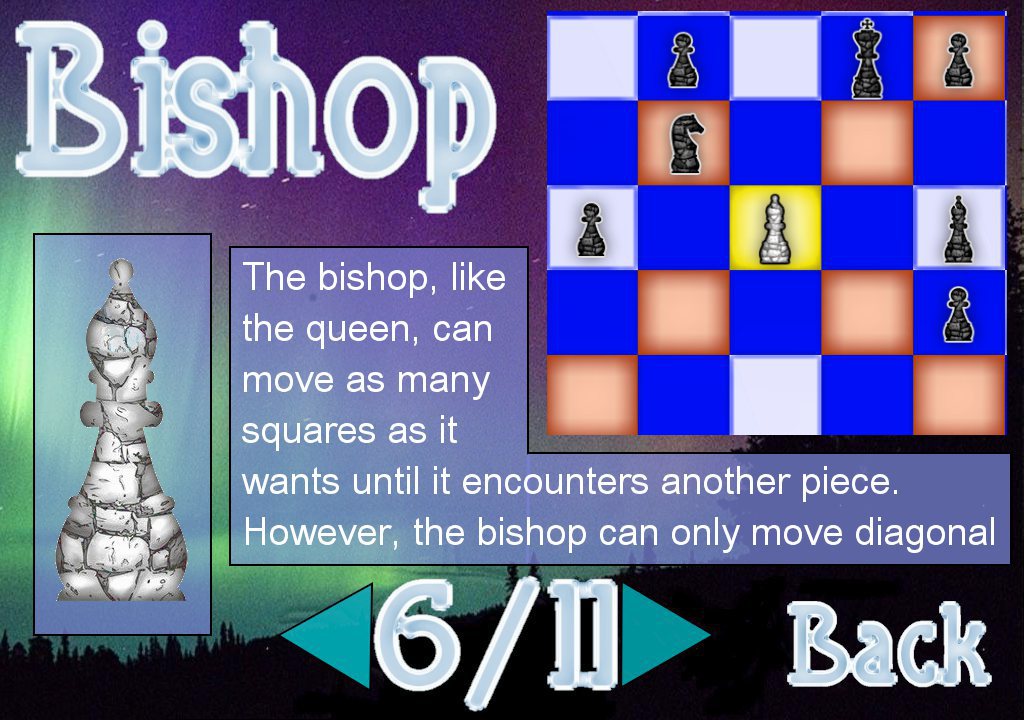 Bishop
The bishop, like
the queen, can
move as many
squares as it
wants until it encounters another piece.
However, the bishop can only move diagonal
6/11
Back